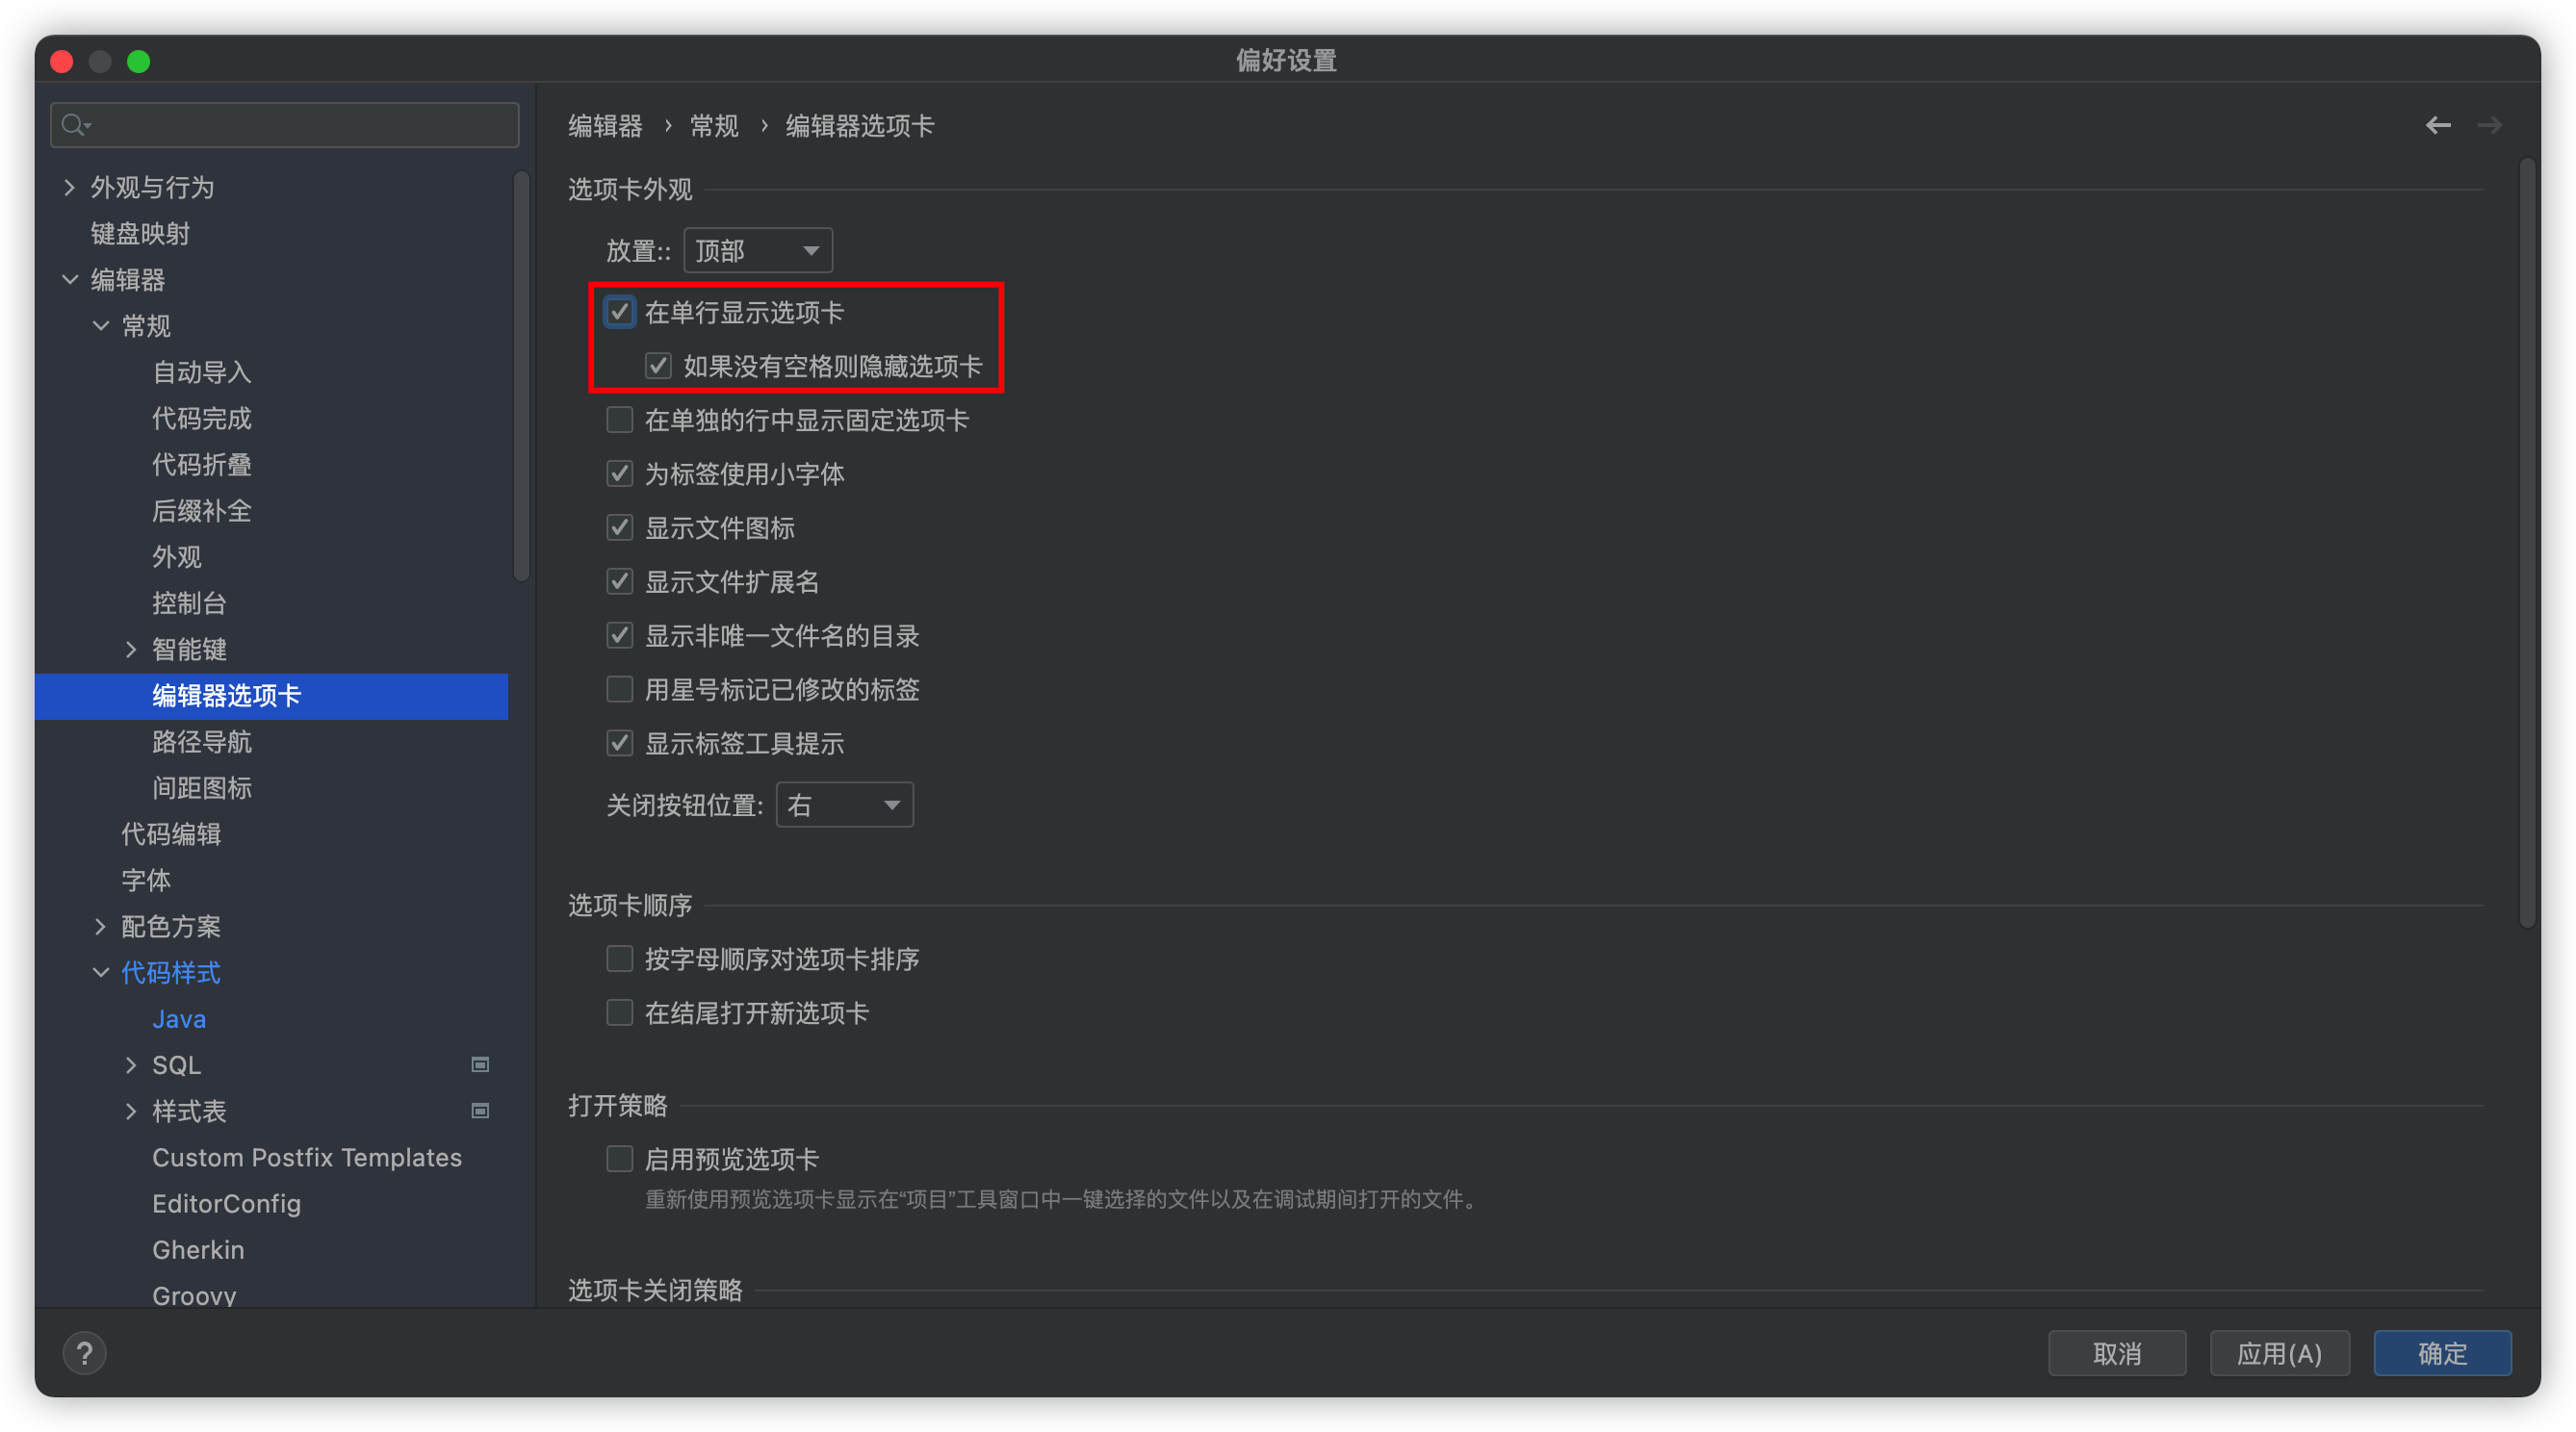 偏好设置
外观与行为
键盘映射
编辑器
常规
自动导入
代码完成
代码折叠
后缀补全
外观
控制台
智能键
编辑器选项卡
路径导航
间距图标
代码编辑
字体
配色方案
代码样式
Java
SQL
样式表
Custom Postfix Templates
EditorConfig
Gherkin
Groovy
编辑器 › 常规 › 编辑器选项卡
选项卡外观
放置:: 顶部
在单行显示选项卡
如果没有空格则隐藏选项卡
在单独的行中显示固定选项卡
为标签使用小字体
显示文件图标
显示文件扩展名
显示非唯一文件名的目录
用星号标记已修改的标签
显示标签工具提示
关闭按钮位置: 右
选项卡顺序
按字母顺序对选项卡排序
在结尾打开新选项卡
打开策略
启用预览选项卡
重新使用预览选项卡显示在“项目”工具窗口中一键选择的文件以及在调试期间打开的文件。
选项卡关闭策略
?
取消 应用(A) 确定